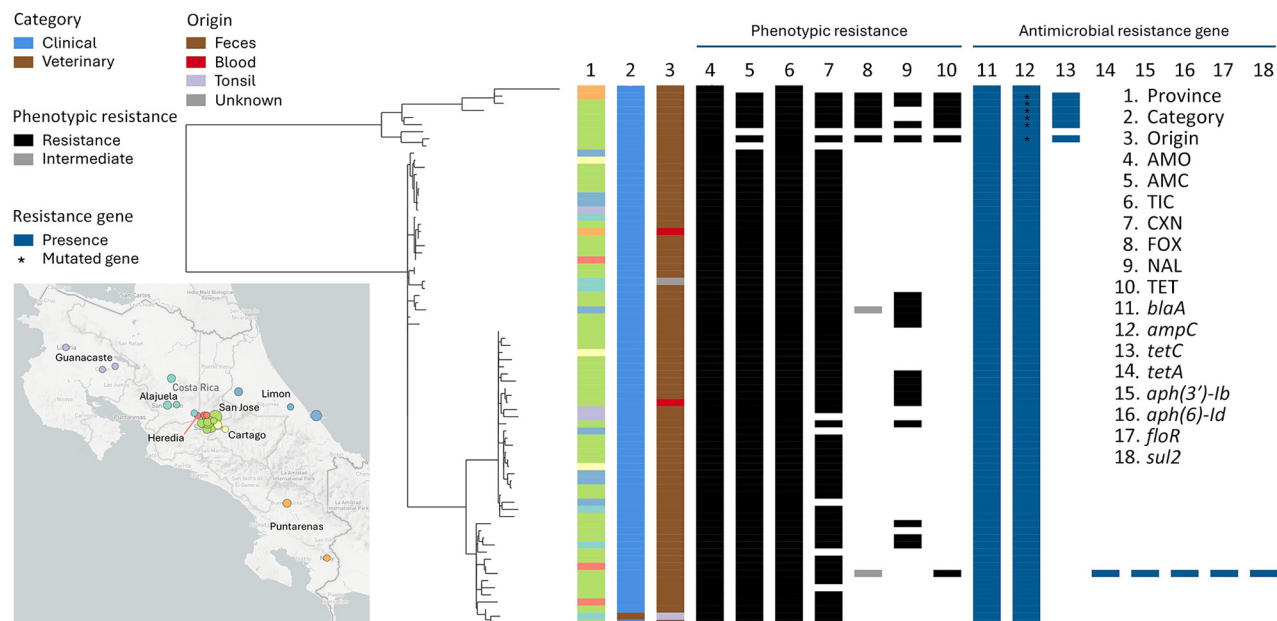 Category
Clinical
Veterinary
Origin
Feces
Blood
Tonsil
Unknown
Phenotypic resistance
Resistance
Intermediate
Resistance gene
Presence
* Mutated gene
Phenotypic resistance
Antimicrobial resistance gene
1 2 3 4 5 6 7 8 9 10 11 12 13 14 15 16 17 18
1. Province
2. Category
3. Origin
4. AMO
5. AMC
6. TIC
7. CXN
8. FOX
9. NAL
10. TET
11. blaA
12. ampC
13. tetC
14. tetA
15. aph(3’)-Ib
16. aph(6)-Id
17. floR
18. sul2
San Carlos
Guanacaste
Costa Rica
Alajuela
Limon
San Jose
Puntarenas
Heredia
Cartago
Puntarenas